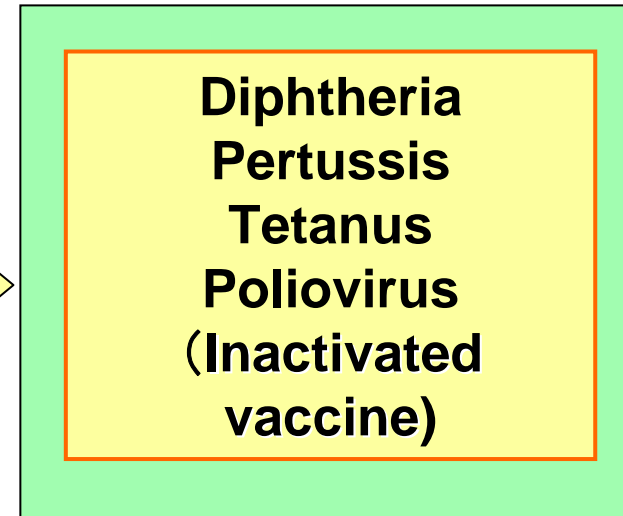 Diphtheria
Pertussis
Tetanus
Poliovirus
（Inactivated
vaccine)